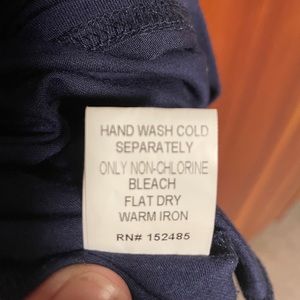 HAND WASH COLD
SEPARATELY
ONLY NON-CHLORINE
BLEACH
FLAT DRY
WARM IRON
RN# 152485